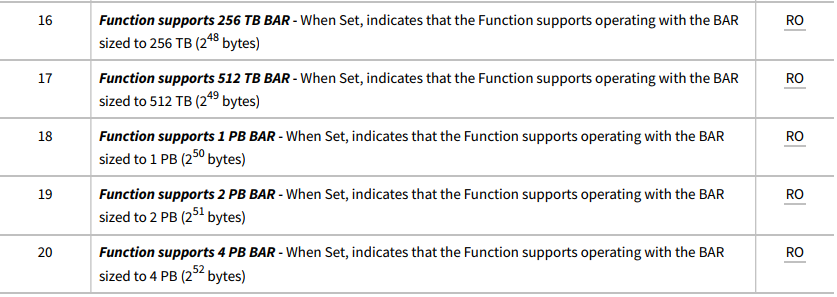 16 Function supports 256 TB BAR - When Set, indicates that the Function supports operating with the BAR RO
sized to 256 TB (2^48 bytes)
17 Function supports 512 TB BAR - When Set, indicates that the Function supports operating with the BAR RO
sized to 512 TB (2^49 bytes)
18 Function supports 1 PB BAR - When Set, indicates that the Function supports operating with the BAR RO
sized to 1 PB (2^50 bytes)
19 Function supports 2 PB BAR - When Set, indicates that the Function supports operating with the BAR RO
sized to 2 PB (2^51 bytes)
20 Function supports 4 PB BAR - When Set, indicates that the Function supports operating with the BAR RO
sized to 4 PB (2^52 bytes)